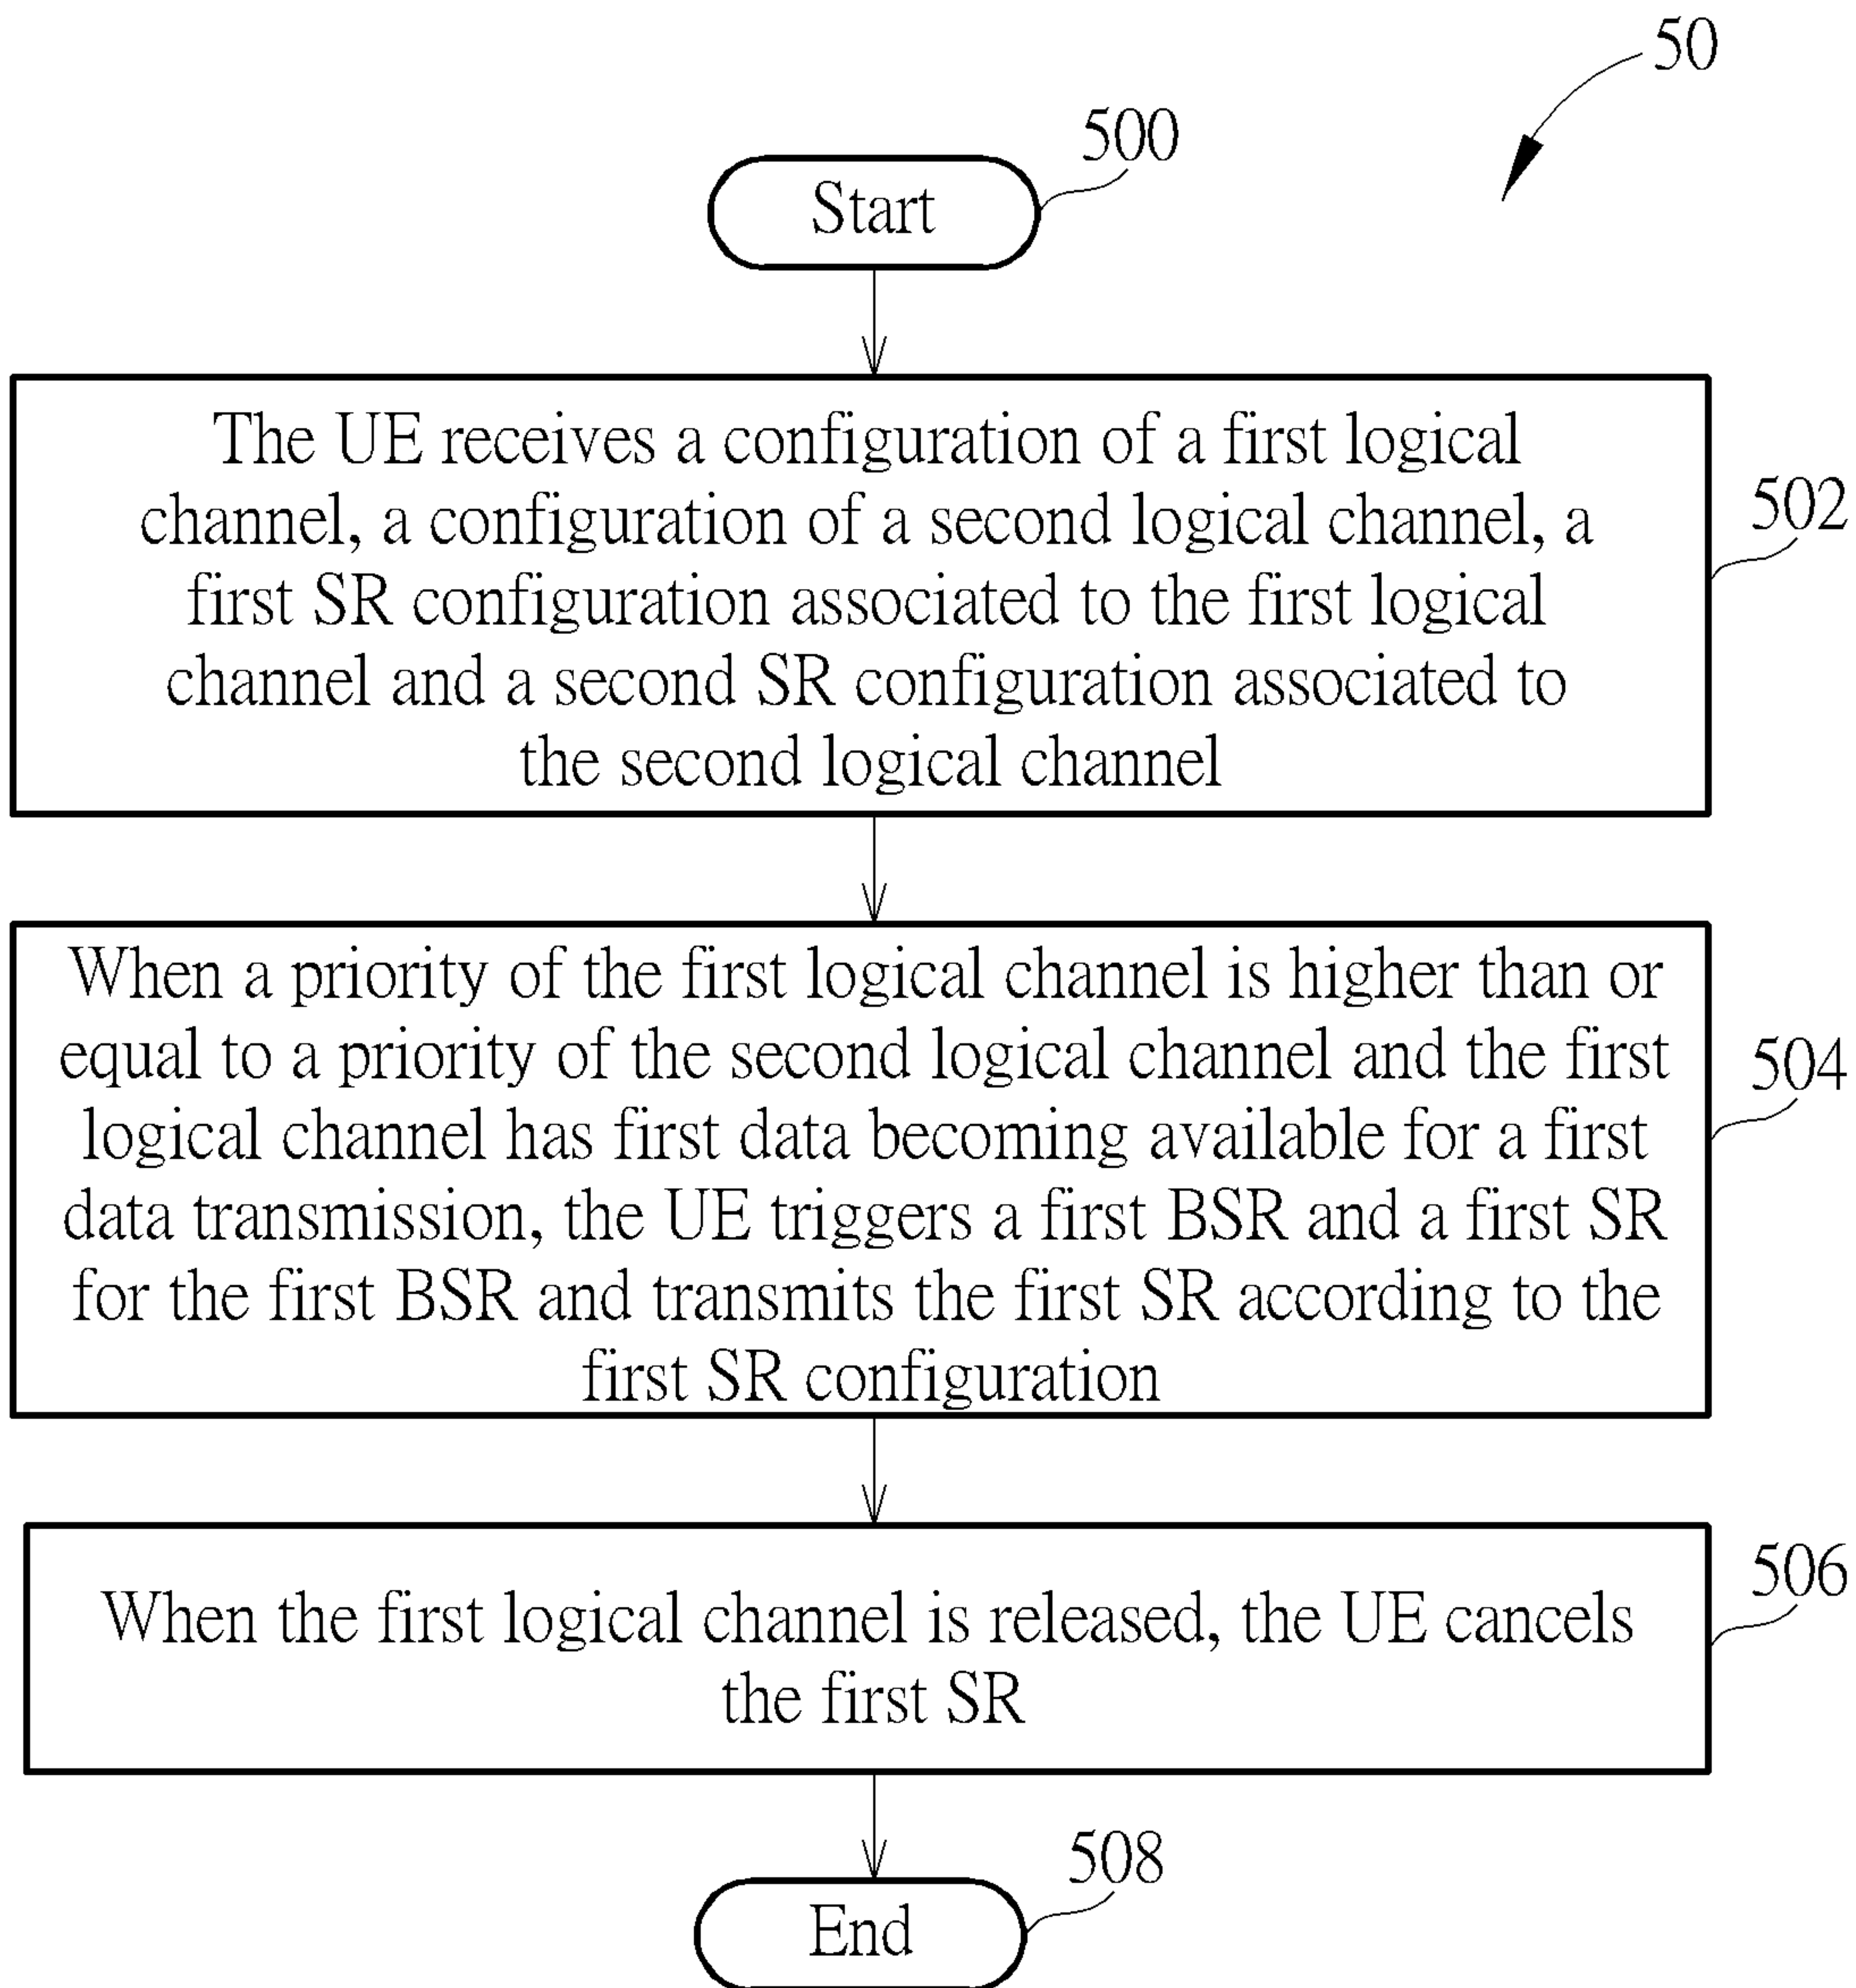 50
500
Start
The UE receives a configuration of a first logical
channel, a configuration of a second logical channel, a
first SR configuration associated to the first logical
channel and a second SR configuration associated to
the second logical channel
502
When a priority of the first logical channel is higher than or
equal to a priority of the second logical channel and the first
logical channel has first data becoming available for a first
data transmission, the UE triggers a first BSR and a first SR
for the first BSR and transmits the first SR according to the
first SR configuration
504
When the first logical channel is released, the UE cancels
the first SR
506
508
End